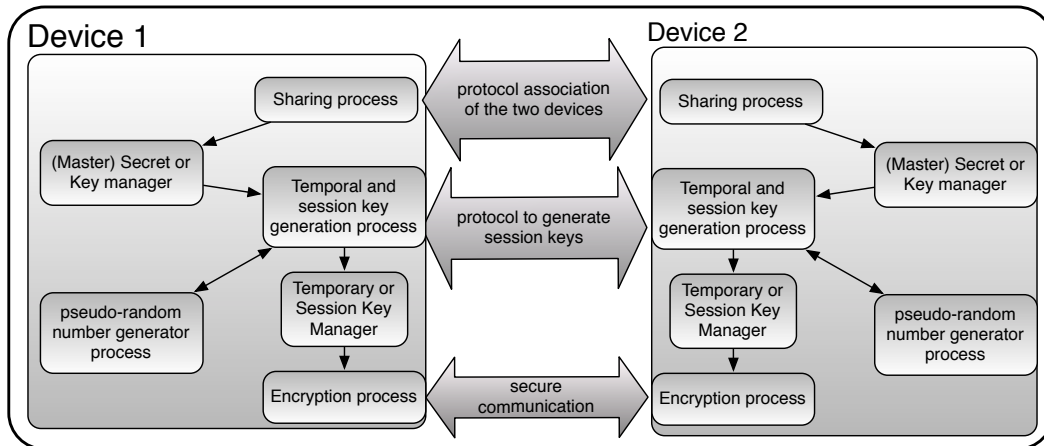 Device 1
Sharing process
(Master) Secret or
Key manager
Temporal and
session key
generation process
pseudo-random
number generator
process
Temporary or
Session Key
Manager
Encryption process
protocol association
of the two devices
protocol to generate
session keys
secure
communication
Device 2
Sharing process
(Master) Secret or
Key manager
Temporal and
session key
generation process
Temporary or
Session Key
Manager
pseudo-random
number generator
process
Encryption process